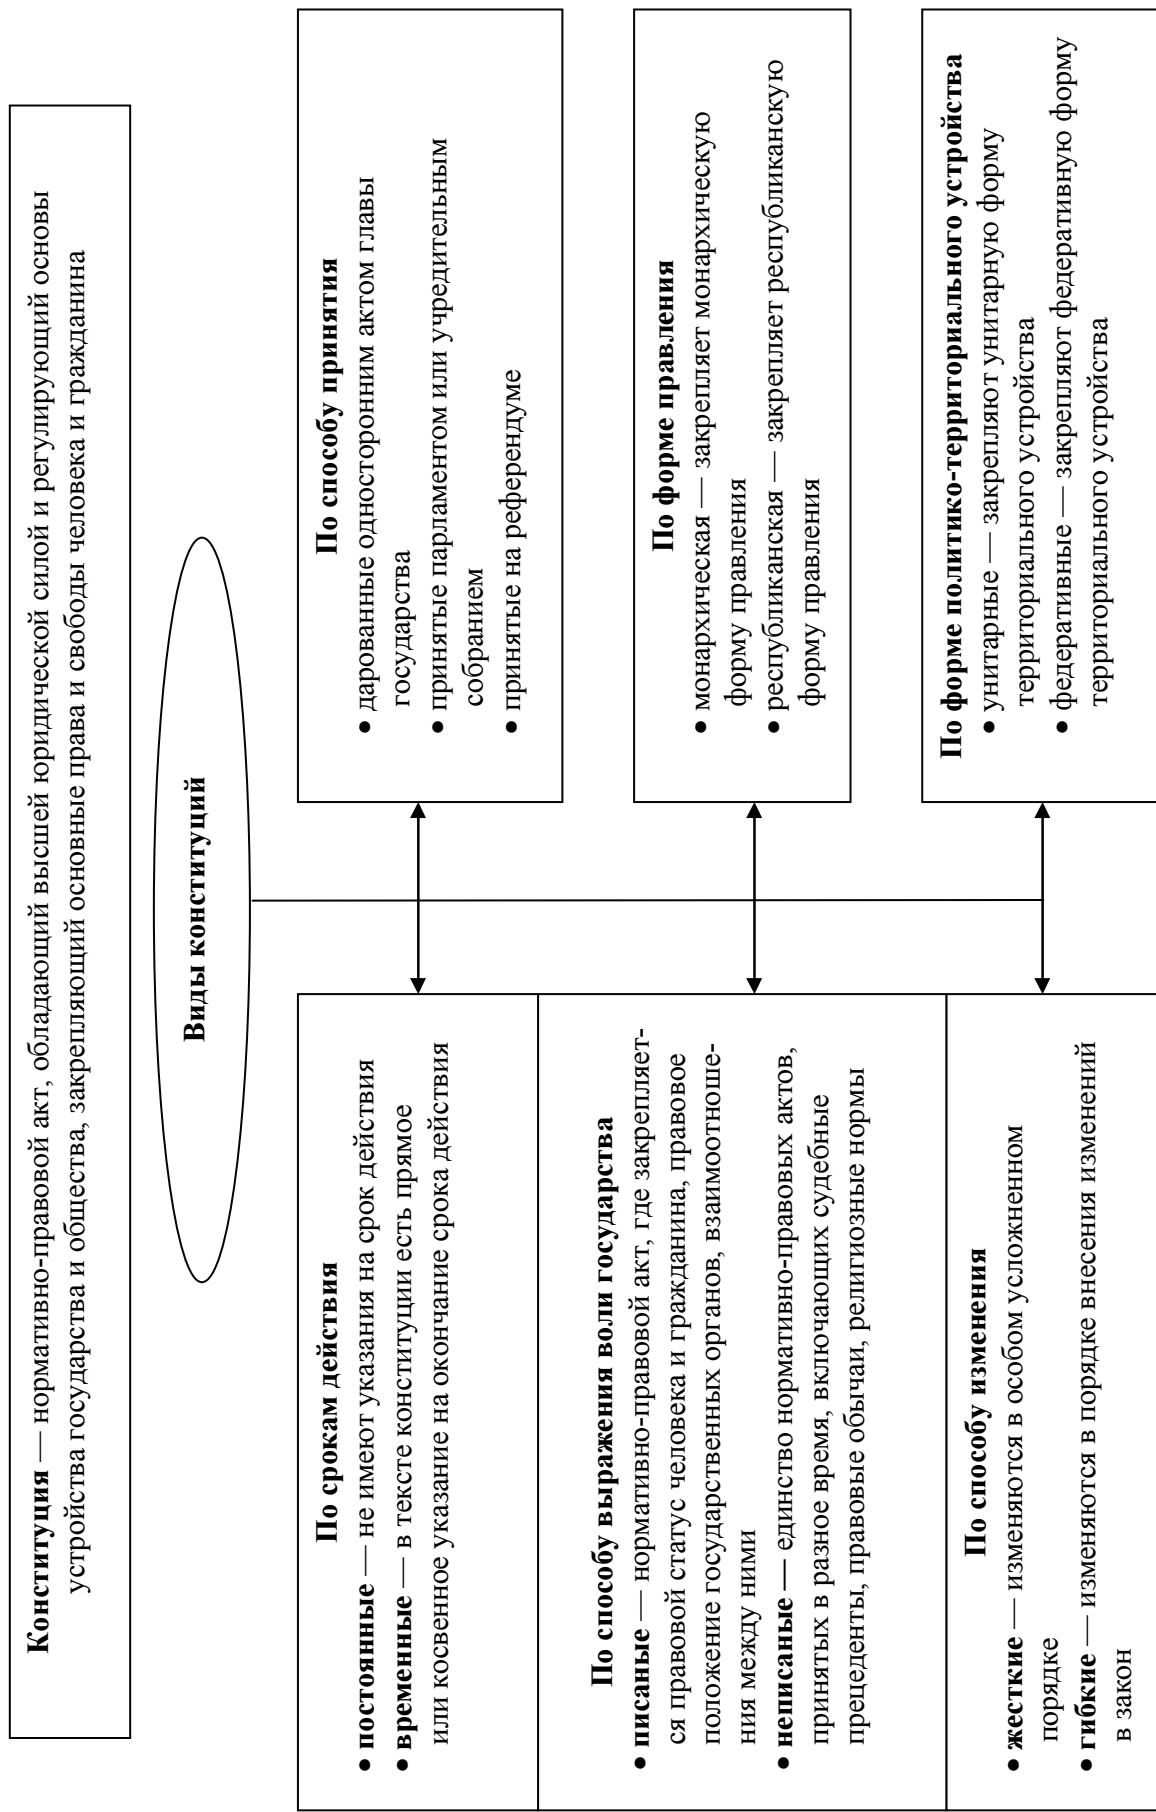 Конституция — нормативно-правовой акт, обладающий высшей юридической силой и регулирующий основы
устройства государства и общества, закрепляющий основные права и свободы человека и гражданина
Виды конституций
По срокам действия
• постоянные — не имеют указания на срок действия
• временные — в тексте конституции есть прямое
или косвенное указание на окончание срока действия
По способу выражения воли государства
• писаные — нормативно-правовой акт, где закрепляет-
ся правовой статус человека и гражданина, правовое
положение государственных органов, взаимоотноше-
ния между ними
• неписаные — единство нормативно-правовых актов,
принятых в разное время, включающих судебные
прецеденты, правовые обычаи, религиозные нормы
По способу изменения
• жесткие — изменяются в особом усложненном
порядке
• гибкие — изменяются в порядке внесения изменений
в закон
По способу принятия
• дарованные односторонним актом главы
государства
• принятые парламентом или учредительным
собранием
• принятые на референдуме
По форме правления
• монархическая — закрепляет монархическую
форму правления
• республиканская — закрепляет республиканскую
форму правления
По форме политико-территориального устройства
• унитарные — закрепляют унитарную форму
территориального устройства
• федеративные — закрепляют федеративную форму
территориального устройства